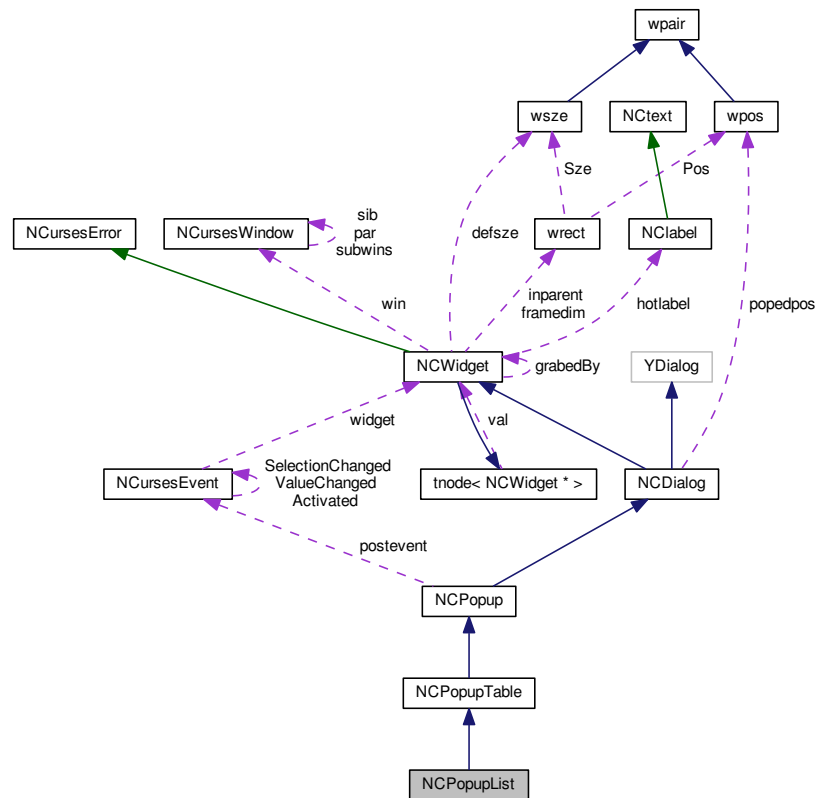 wpair
wsze
NCtext
wpos
Sze
Pos
NCursesError
NCursesWindow
sib
par
subwins
defsze
wrect
NClabel
win
inparent
framedim
hotlabel
popedpos
NCWidget
grabedBy
YDialog
widget
val
NCursesEvent
SelectionChanged
ValueChanged
Activated
tnode< NCWidget * >
NCDialog
postevent
NCPopup
NCPopupTable
NCPopupList